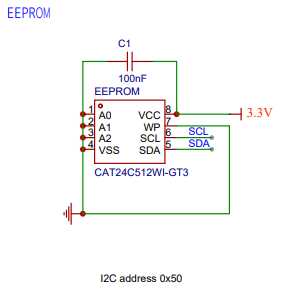 EEPROM
C1
100nF
EEPROM
1 A0 VCC 8
2 A1 WP 7
3 A2 SCL 6 SCL
4 VSS SDA 5 SDA
3.3V
CAT24C512WI-GT3
I2C address 0x50